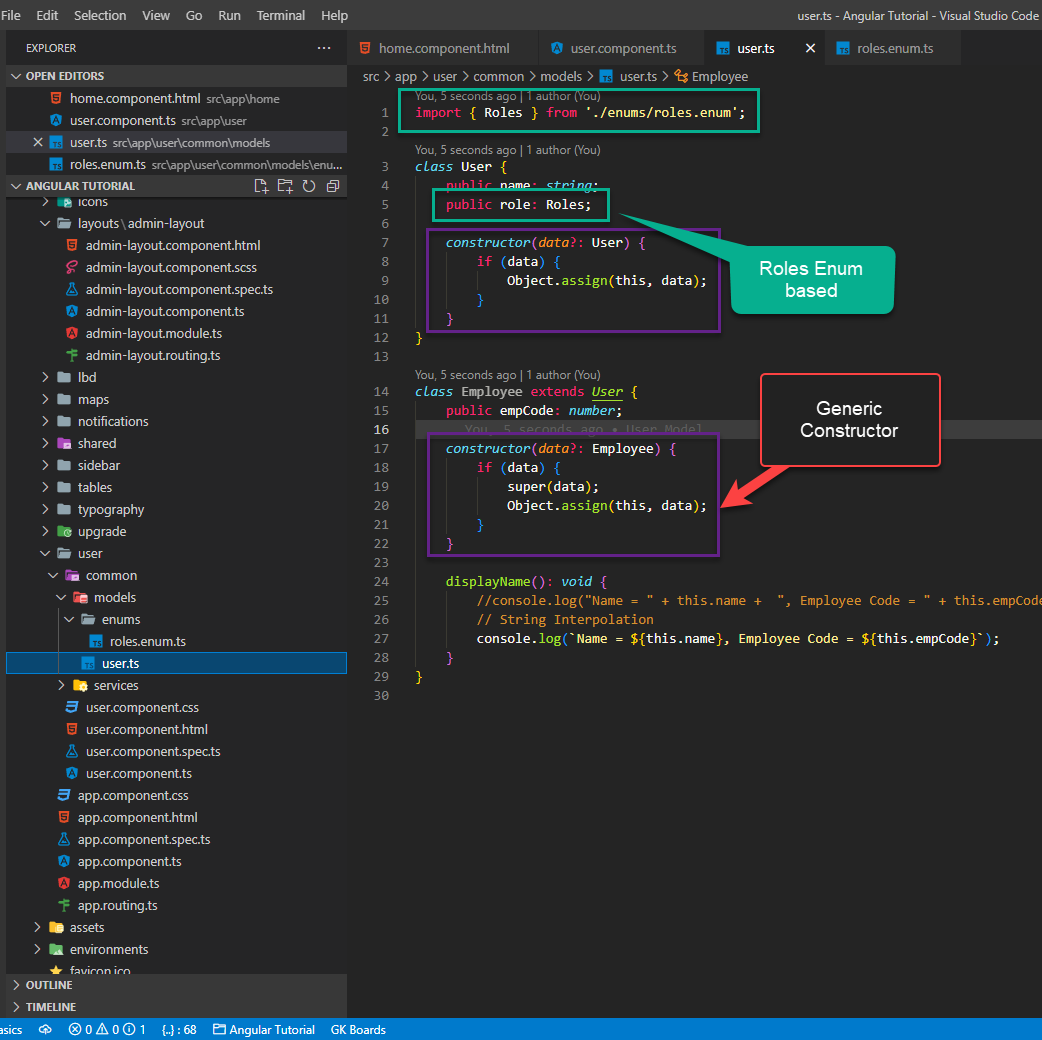 File Edit Selection View Go Run Terminal Help
user.ts - Angular Tutorial - Visual Studio Code
EXPLORER
OPEN EDITORS
home.component.html src\app\home
user.component.ts src\app\user
user.ts src\app\user\common\models
roles.enum.ts src\app\user\common\models\enu...
ANGULAR TUTORIAL
icons
layouts\admin-layout
admin-layout.component.html
admin-layout.component.scss
admin-layout.component.spec.ts
admin-layout.component.ts
admin-layout.module.ts
admin-layout.routing.ts
lbd
maps
notifications
shared
sidebar
tables
typography
upgrade
user
common
models
enums
roles.enum.ts
user.ts
services
user.component.css
user.component.html
user.component.spec.ts
user.component.ts
app.component.css
app.component.html
app.component.spec.ts
app.component.ts
app.module.ts
app.routing.ts
assets
environments
favicon.ico
OUTLINE
TIMELINE
home.component.html user.component.ts user.ts roles.enum.ts
src > app > user > common > models > user.ts > Employee
You, 5 seconds ago | 1 author (You)
1 import { Roles } from './enums/roles.enum';
2
You, 5 seconds ago | 1 author (You)
3 class User {
4 public name: string;
5 public role: Roles;
6
7 constructor(data?: User) {
8 if (data) {
9 Object.assign(this, data);
10 }
11 }
12 }
13
You, 5 seconds ago | 1 author (You)
14 class Employee extends User {
15 public empCode: number;
16 You, 5 seconds ago • User Model
17 constructor(data?: Employee) {
18 if (data) {
19 super(data);
20 Object.assign(this, data);
21 }
22 }
23
24 displayName(): void {
25 //console.log("Name = " + this.name + ", Employee Code = " + this.empCode
26 // String Interpolation
27 console.log(`Name = ${this.name}, Employee Code = ${this.empCode}`);
28 }
29 }
30
Roles Enum
based
Generic
Constructor
asics 0 0 1 {..} : 68 Angular Tutorial GK Boards